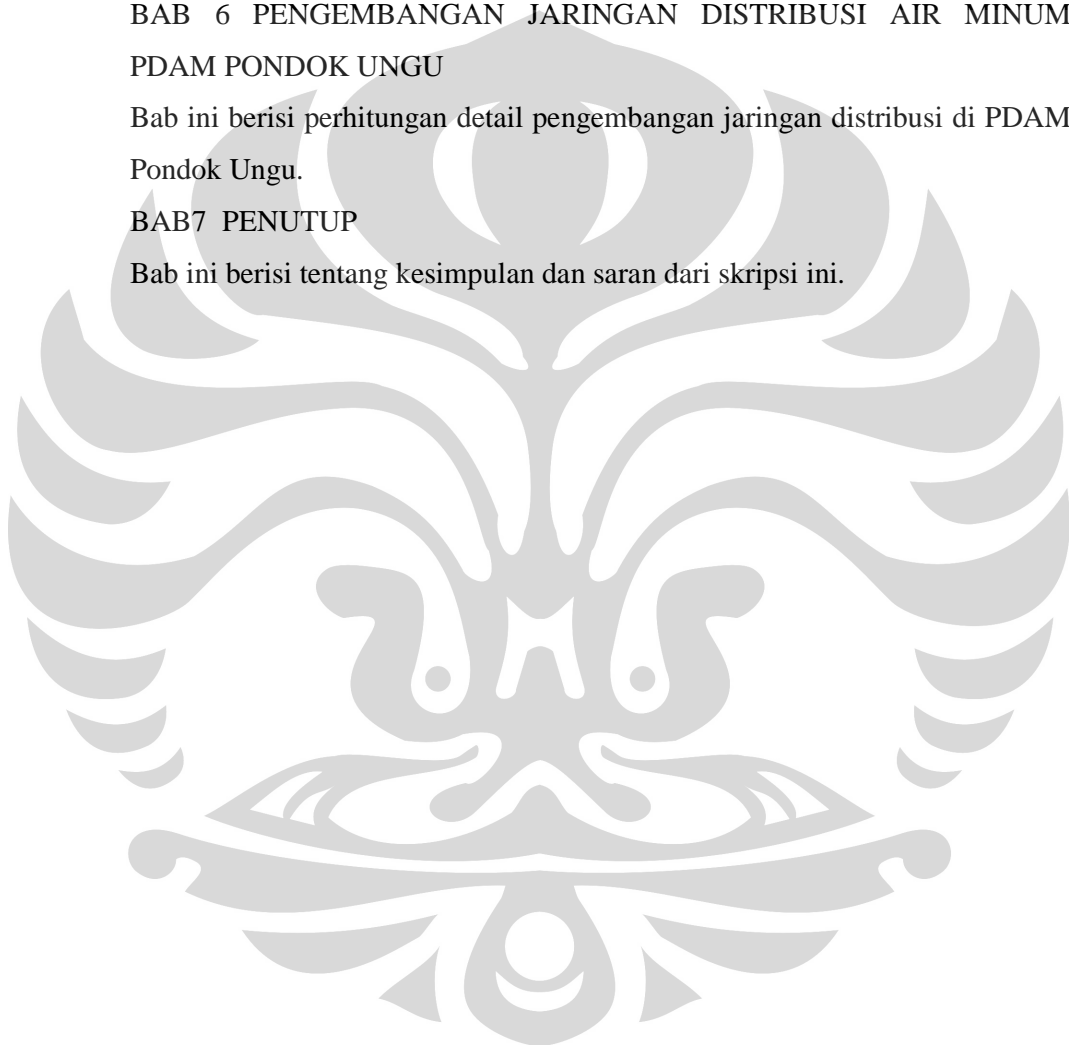 BAB 6 PENGEMBANGAN JARINGAN DISTRIBUSI AIR MINUM
PDAM PONDOK UNGU
Bab ini berisi perhitungan detail pengembangan jaringan distribusi di PDAM
Pondok Ungu.
BAB7 PENUTUP
Bab ini berisi tentang kesimpulan dan saran dari skripsi ini.